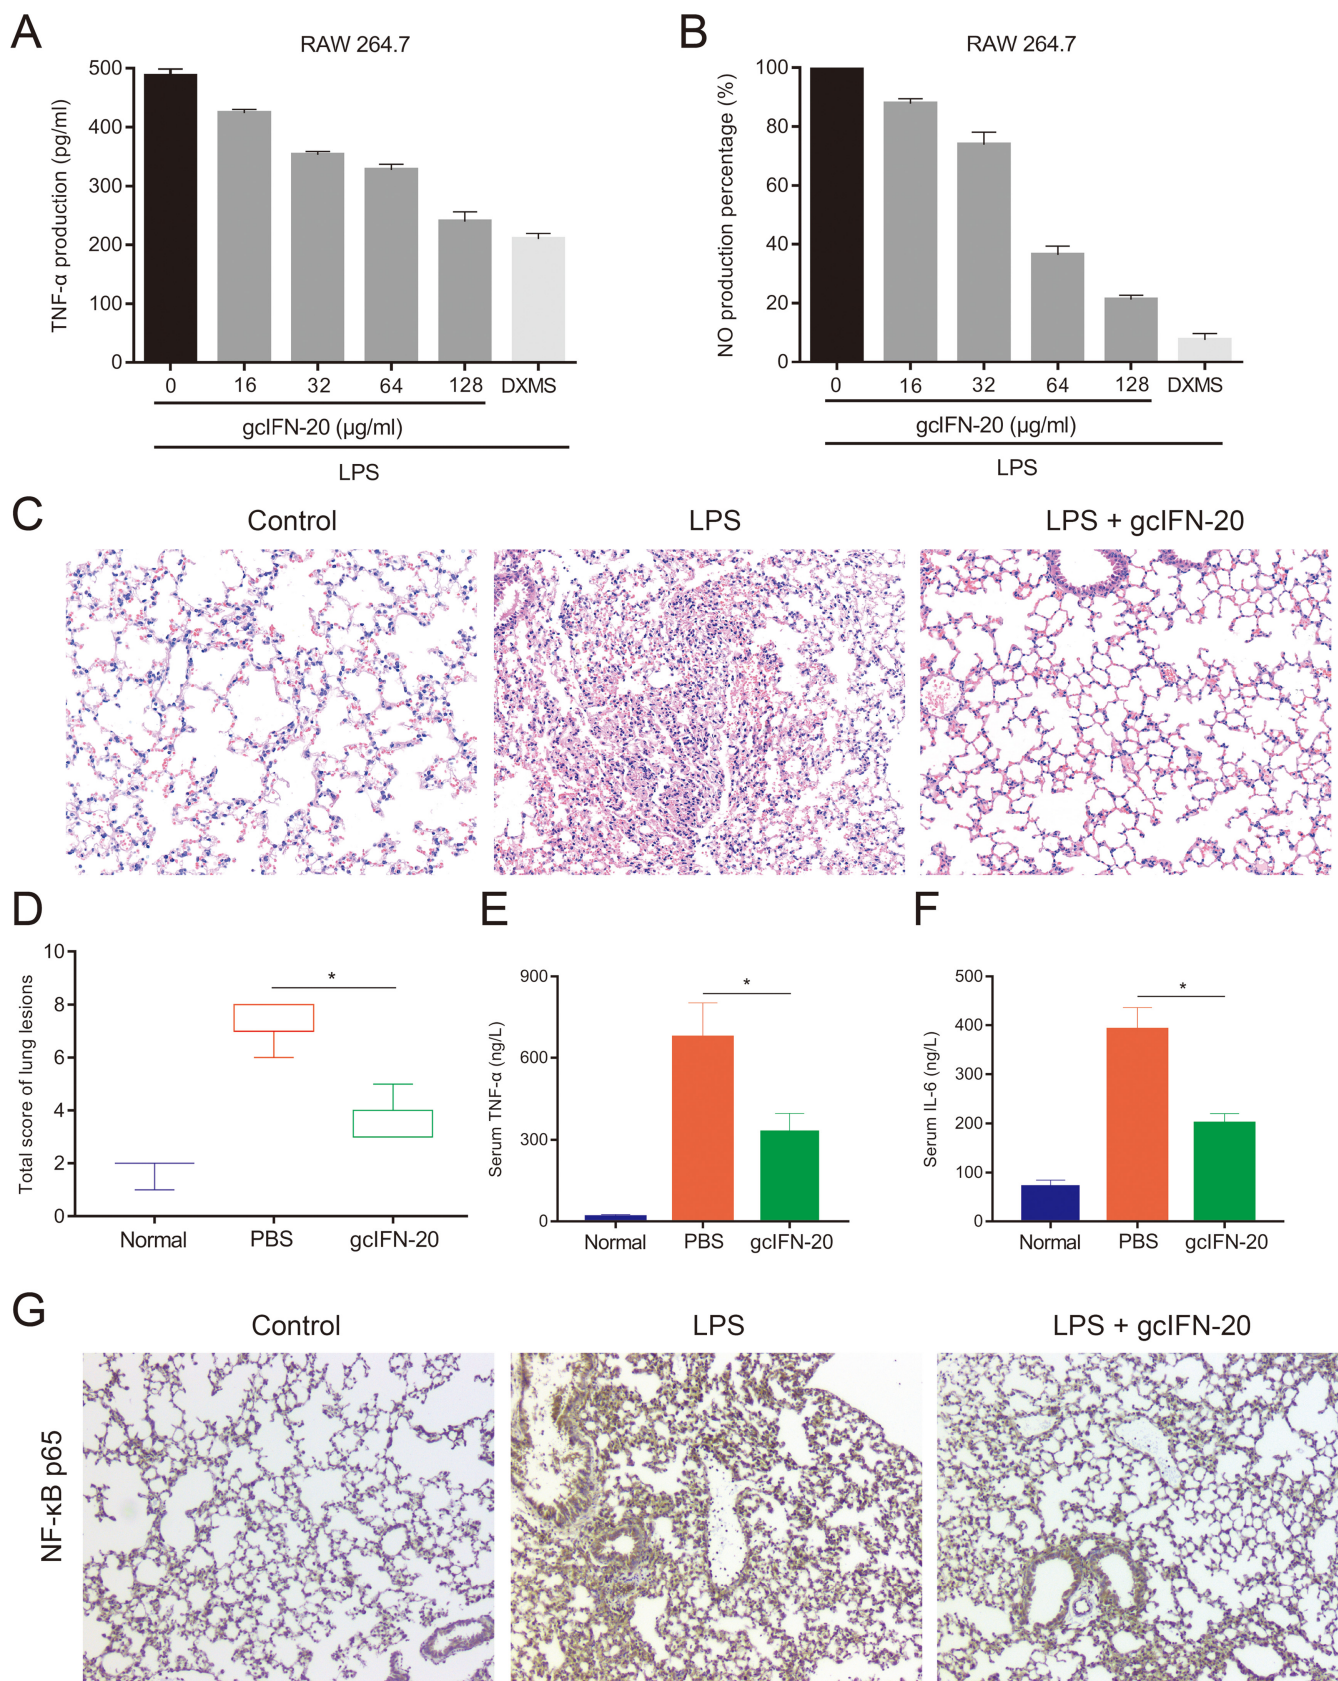 A
RAW 264.7
TNF-α production (pg/ml)
500
400
300
200
100
0
0 16 32 64 128 DXMS
gcIFN-20 (μg/ml)
LPS
B
RAW 264.7
NO production percentage (%)
100
80
60
40
20
0
0 16 32 64 128 DXMS
gcIFN-20 (μg/ml)
LPS
C
Control LPS LPS + gcIFN-20
D
Total score of lung lesions
10
8
6
4
2
0
*
Normal PBS gcIFN-20
E
Serum TNF-α (ng/L)
900
600
300
0
*
Normal PBS gcIFN-20
F
Serum IL-6 (ng/L)
500
400
300
200
100
0
*
Normal PBS gcIFN-20
G
Control LPS LPS + gcIFN-20
NF-κB p65